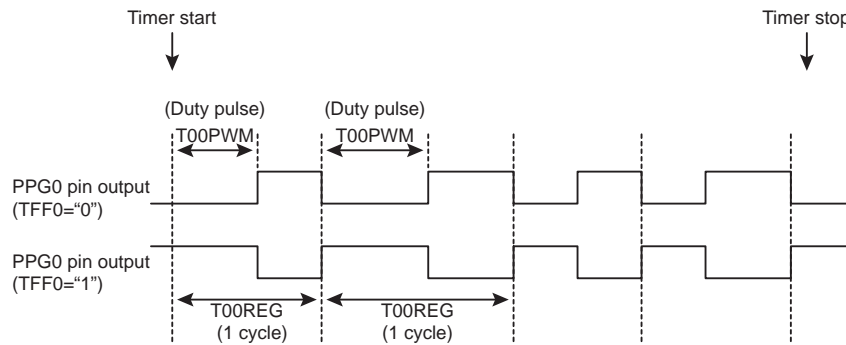 Timer start
Timer stop
(Duty pulse)
T00PWM
(Duty pulse)
T00PWM
PPG0 pin output
(TFF0=“0”)
PPG0 pin output
(TFF0=“1”)
T00REG
(1 cycle)
T00REG
(1 cycle)